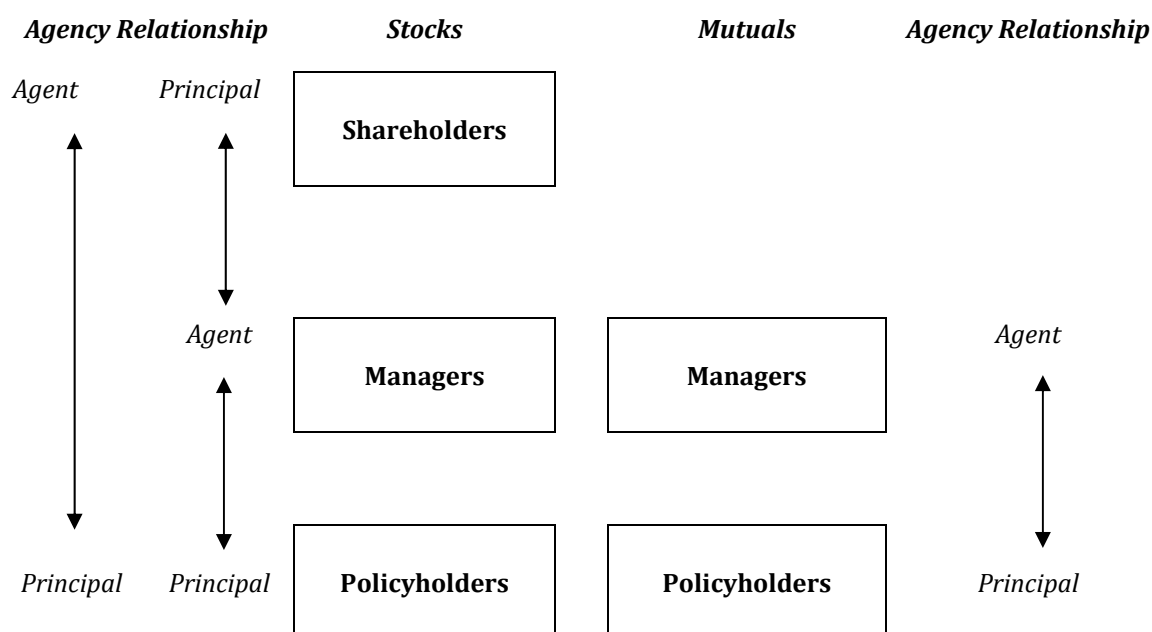 Agency Relationship Stocks Mutuals Agency Relationship
Agent Principal
Shareholders
Agent Agent
Managers Managers
Principal Principal Policyholders Policyholders Principal